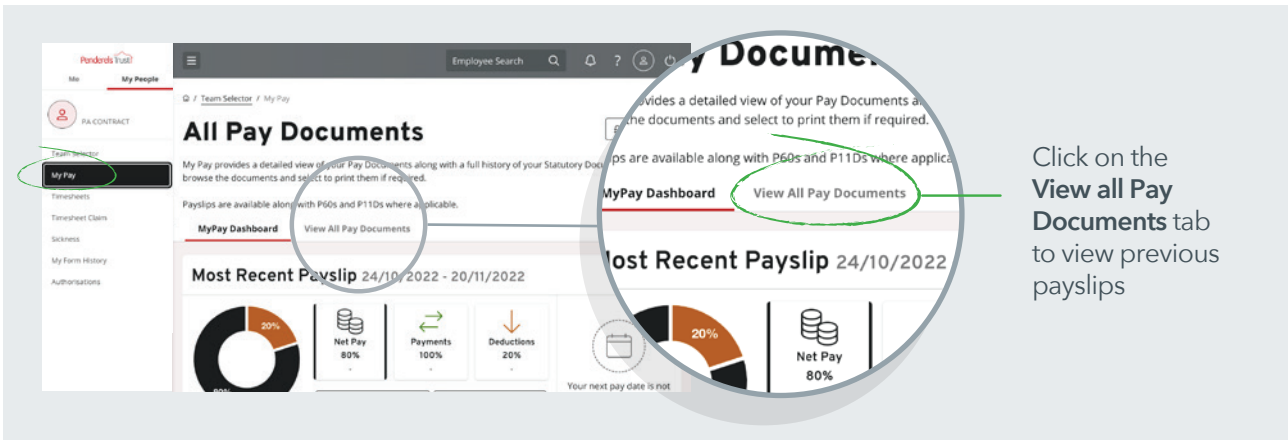 Penderels Trust
Me My People
PA CONTRACT
Team Selector
My Pay
Timesheets
Timesheet Claim
Sickness
My Form History
Authorisations
Employee Search ?
/ Team Selector / My Pay
All Pay Documents
My Pay provides a detailed view of your Pay Documents along with a full history of your Statutory Docu
browse the documents and select to print them if required.
Payslips are available along with P60s and P11Ds where applicable.
MyPay Dashboard View All Pay Documents
Most Recent Payslip 24/10/2022 - 20/11/2022
20%
80%
Net Pay
80%
-
Payments
100%
-
Deductions
20%
-
Your next pay date is not
y Docume
vides a detailed view of your Pay Documents a
the documents and select to print them if required.
ps are available along with P60s and P11Ds where applica
MyPay Dashboard View All Pay Documents
ost Recent Payslip 24/10/2022
20%
Net Pay
80%
Click on the
View all Pay
Documents tab
to view previous
payslips